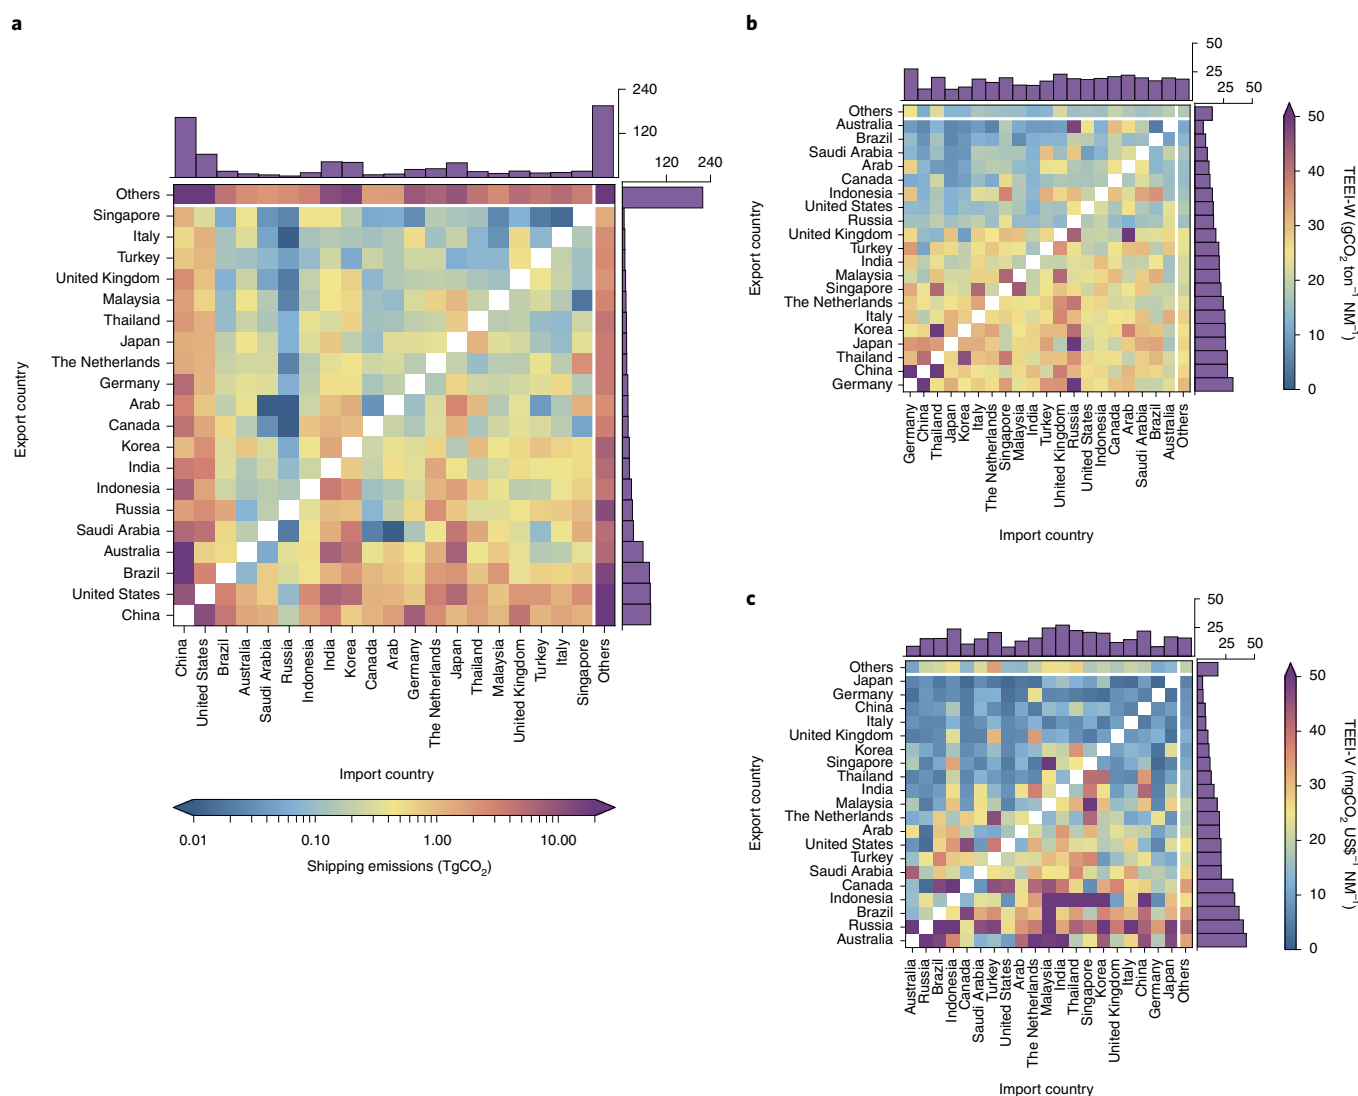 a
240
120
120 240
Others
Singapore
Italy
Turkey
United Kingdom
Malaysia
Thailand
Japan
The Netherlands
Germany
Arab
Canada
Korea
India
Indonesia
Russia
Saudi Arabia
Australia
Brazil
United States
China
Export country
China
United States
Brazil
Australia
Saudi Arabia
Russia
Indonesia
India
Korea
Canada
Arab
Germany
The Netherlands
Japan
Thailand
Malaysia
United Kingdom
Turkey
Italy
Singapore
Others
Import country
0.01 0.10 1.00 10.00
Shipping emissions (TgCO2)
b
50
25
25 50
Others
Australia
Brazil
Saudi Arabia
Arab
Canada
Indonesia
United States
Russia
United Kingdom
Turkey
India
Malaysia
Singapore
The Netherlands
Italy
Korea
Japan
Thailand
China
Germany
Export country
Germany
China
Thailand
Japan
Korea
Italy
The Netherlands
Singapore
Malaysia
India
Turkey
United Kingdom
Russia
United States
Indonesia
Canada
Arab
Saudi Arabia
Brazil
Australia
Others
Import country
50
40
30
20
10
0
TEEI-W (gCO2 ton−1 NM−1)
c
50
25
25 50
Others
Japan
Germany
China
Italy
United Kingdom
Korea
Singapore
Thailand
India
Malaysia
The Netherlands
Arab
United States
Turkey
Saudi Arabia
Canada
Indonesia
Brazil
Russia
Australia
Export country
Australia
Russia
Brazil
Indonesia
Canada
Saudi Arabia
Turkey
United States
Arab
The Netherlands
Malaysia
India
Thailand
Singapore
Korea
United Kingdom
Italy
China
Germany
Japan
Others
Import country
50
40
30
20
10
0
TEEI-V (mgCO2 US$−1 NM−1)